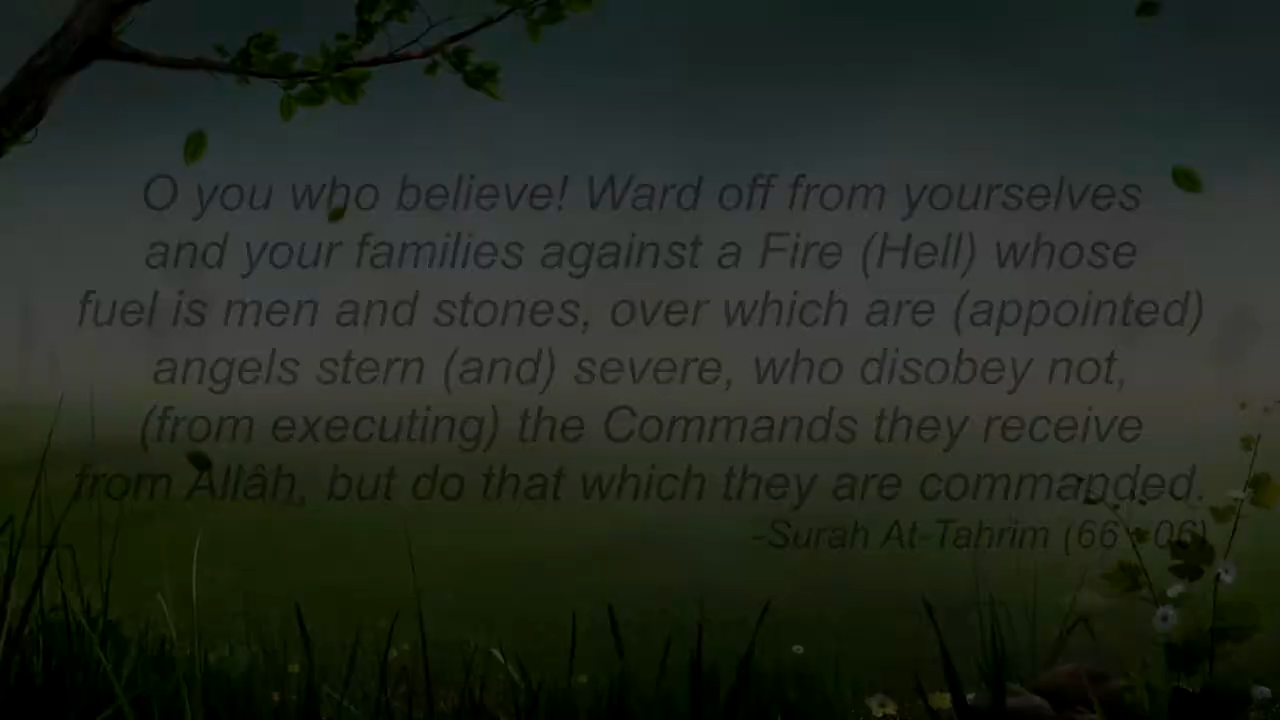 O you who believe! Ward off from yourselves
and your families against a Fire (Hell) whose
fuel is men and stones, over which are (appointed)
angels stern (and) severe, who disobey not,
(from executing) the Commands they receive
from Allâh, but do that which they are commanded.
-Surah At-Tahrim (66 : 06)